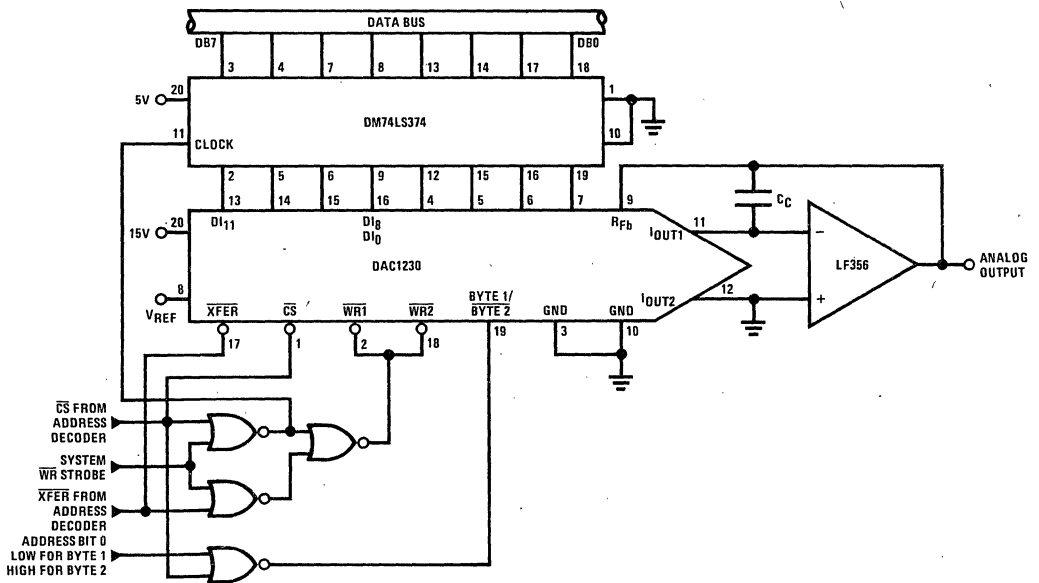 DATA BUS
DB7 DB0
3 4 7 8 13 14 17 18
5V 20 1
DM74LS374
11 CLOCK 10
2 5 6 9 12 15 16 19
13 14 15 16 4 5 6 7 9
DI11 DI8 RFb
DI0
15V 20 IOUT1 11 CC
DAC1230
LF356
ANALOG
OUTPUT
− +
VREF 8 IOUT2 12
XFER CS WR1 WR2 BYTE 1/
BYTE 2 GND GND
17 1 2 18 19 3 10
CS FROM
ADDRESS
DECODER
SYSTEM
WR STROBE
XFER FROM
ADDRESS
DECODER
ADDRESS BIT 0
LOW FOR BYTE 1
HIGH FOR BYTE 2